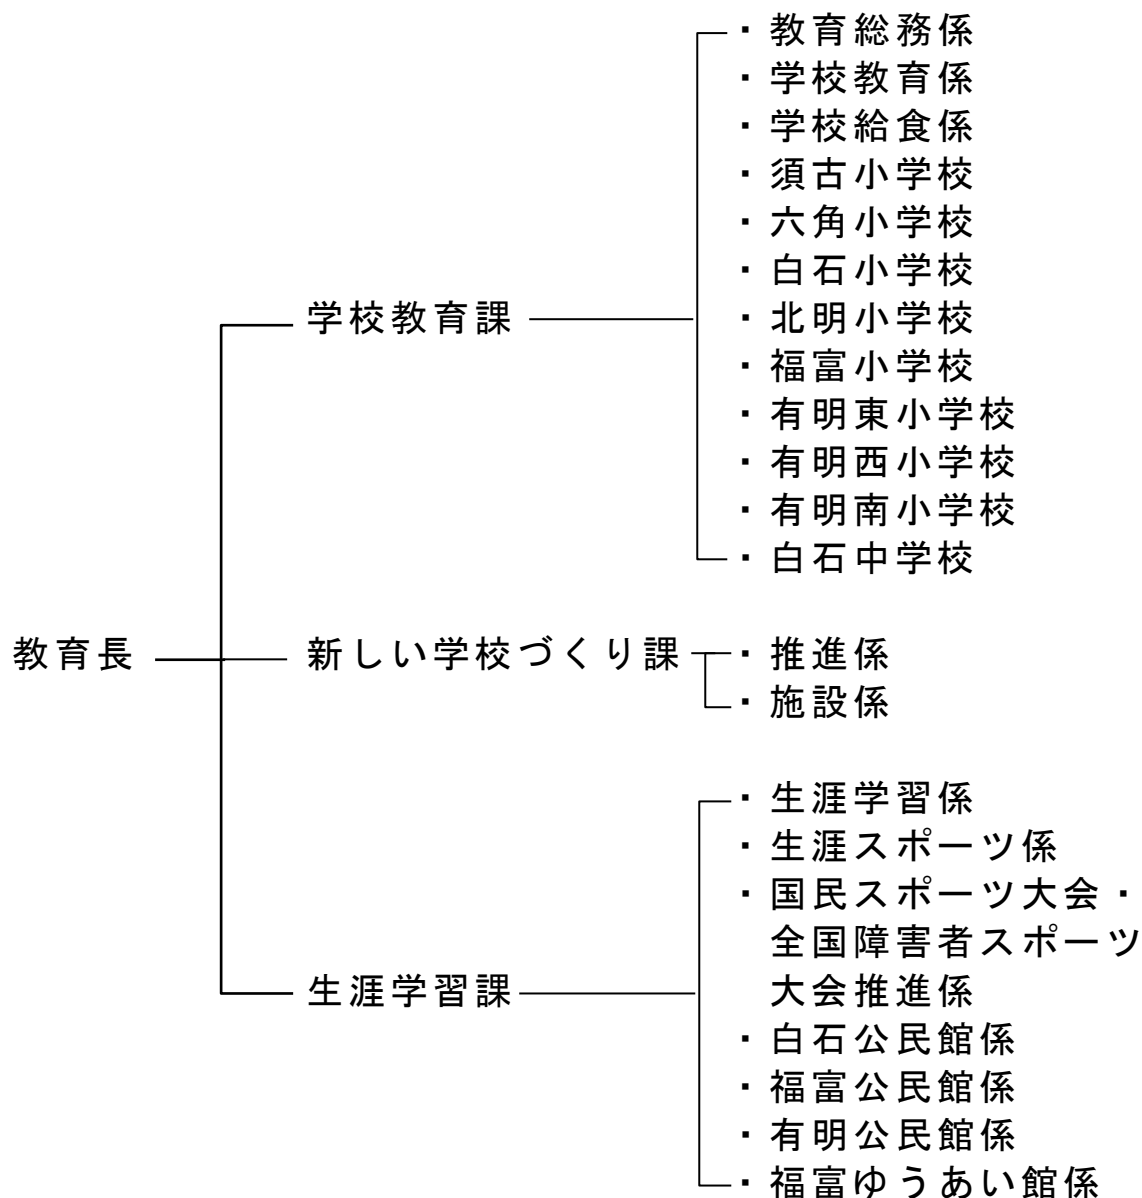 ・教育総務係
・学校教育係
・学校給食係
・須古小学校
・六角小学校
・白石小学校
学校教育課
・北明小学校
・福富小学校
・有明東小学校
・有明西小学校
・有明南小学校
・白石中学校
教育長
新しい学校づくり課
・推進係
・施設係
・生涯学習係
・生涯スポーツ係
・国民スポーツ大会・
全国障害者スポーツ
大会推進係
生涯学習課
・白石公民館係
・福富公民館係
・有明公民館係
・福富ゆうあい館係